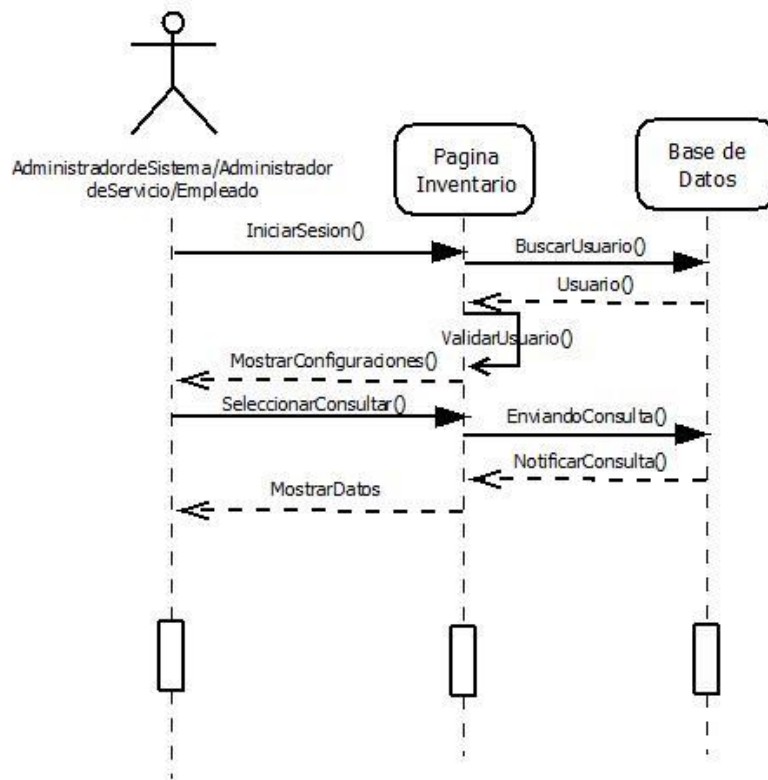 AdministradordeSistema/Administrador
deServicio/Empleado
Pagina
Inventario
Base de
Datos
IniciarSesion()
BuscarUsuario()
Usuario()
ValidarUsuario()
MostrarConfiguraciones()
SeleccionarConsultar()
EnviandoConsulta()
NotificarConsulta()
MostrarDatos